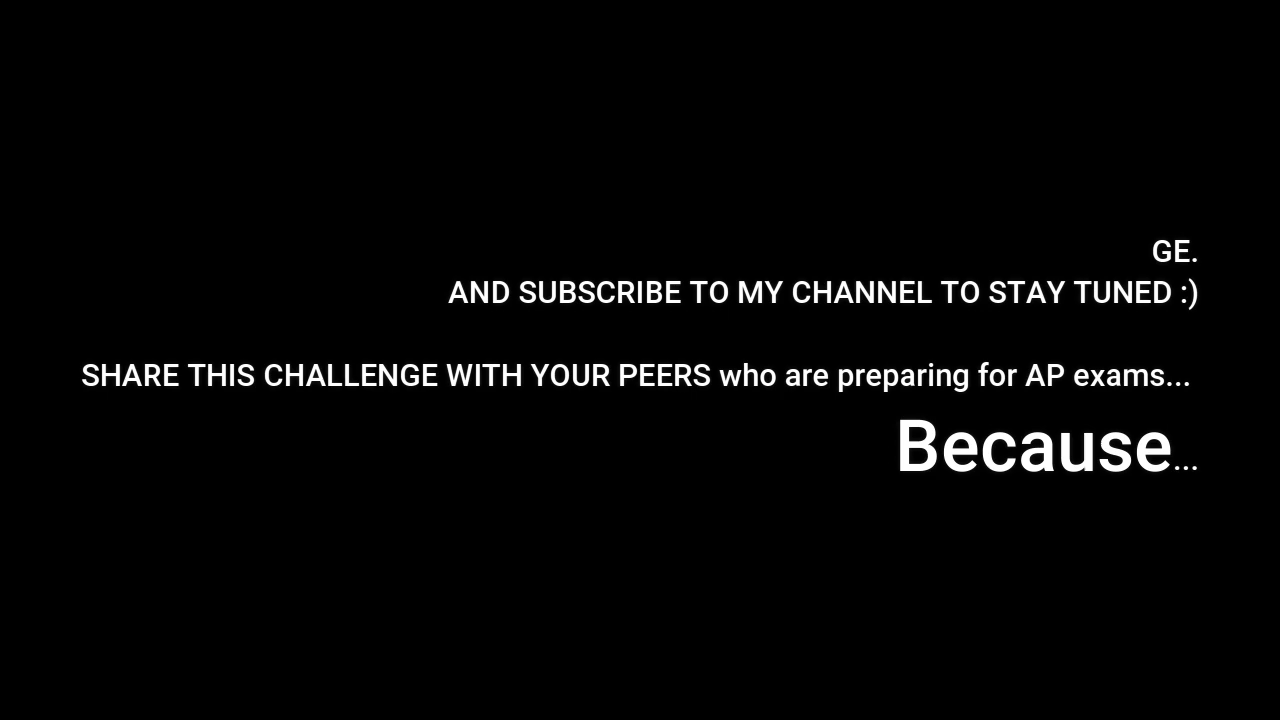 GE.
AND SUBSCRIBE TO MY CHANNEL TO STAY TUNED :)
SHARE THIS CHALLENGE WITH YOUR PEERS who are preparing for AP exams...
Because...